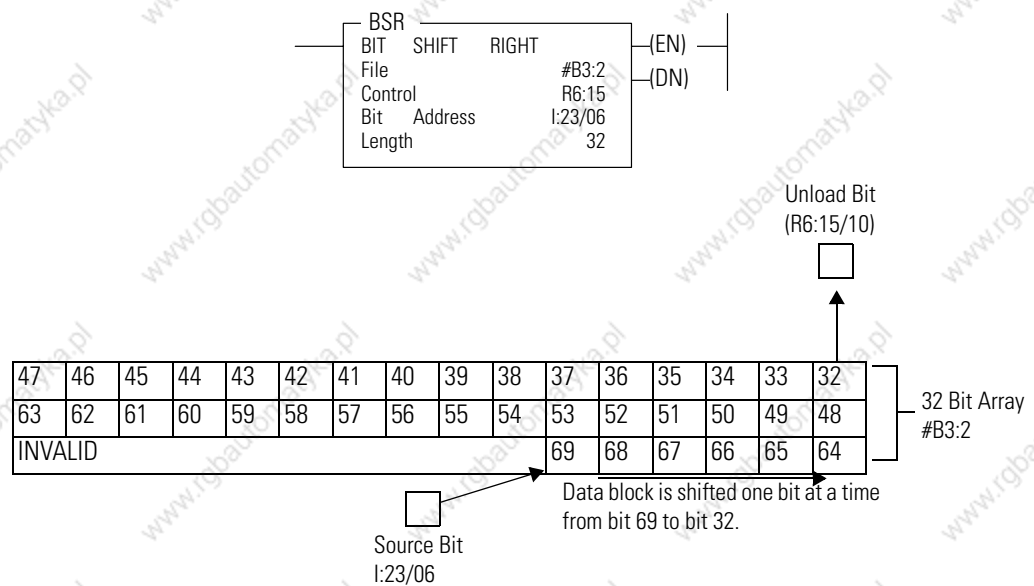 BSR
BIT SHIFT RIGHT
File #B3:2
Control R6:15
Bit Address I:23/06
Length 32
(EN)
(DN)
Unload Bit
(R6:15/10)
47 46 45 44 43 42 41 40 39 38 37 36 35 34 33 32
63 62 61 60 59 58 57 56 55 54 53 52 51 50 49 48
INVALID 69 68 67 66 65 64
32 Bit Array
#B3:2
Data block is shifted one bit at a time
from bit 69 to bit 32.
Source Bit
I:23/06
www.rgbautomatyka.pl